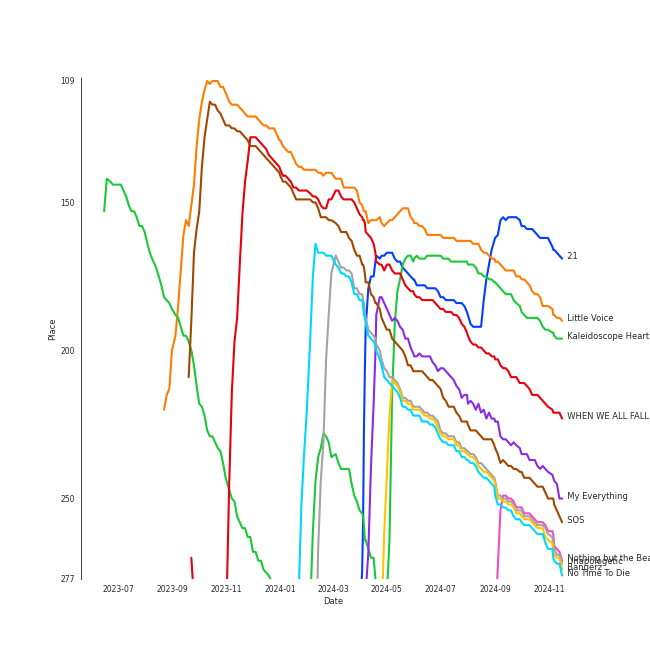 109
150
200
250
277
Place
2023-07
2023-09
2023-11
2024-01
2024-03
2024-05
2024-07
2024-09
2024-11
Date
21
Little Voice
Kaleidoscope Heart
WHEN WE ALL FALL
My Everything
SOS
Nothing but the Bea
Unapologetic
Bangerz
No Time To Die